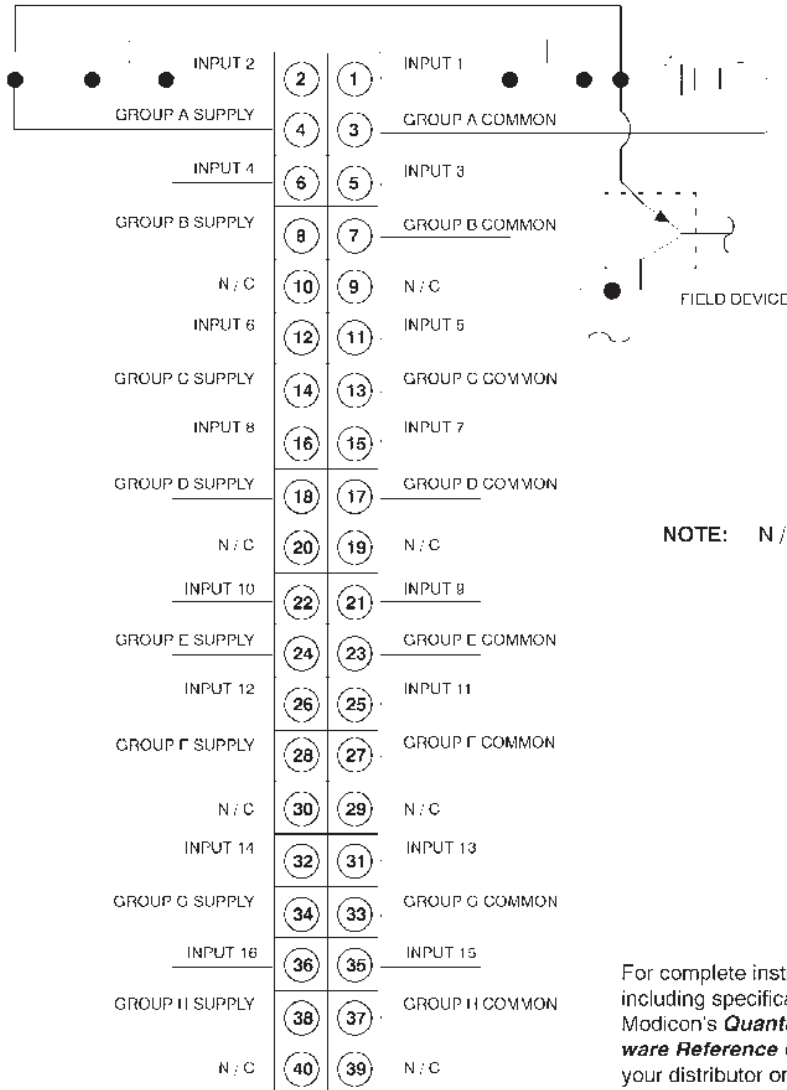 INPUT 2 2 1 INPUT 1
GROUP A SUPPLY 4 3 GROUP A COMMON
INPUT 4 6 5 INPUT 3
GROUP B SUPPLY 8 7 GROUP B COMMON
N / C 10 9 N / C
FIELD DEVICE
INPUT 6 12 11 INPUT 5
GROUP C SUPPLY 14 13 GROUP C COMMON
INPUT 8 16 15 INPUT 7
GROUP D SUPPLY 18 17 GROUP D COMMON
N / C 20 19 N / C
NOTE: N /
INPUT 10 22 21 INPUT 9
GROUP E SUPPLY 24 23 GROUP E COMMON
INPUT 12 26 25 INPUT 11
GROUP F SUPPLY 28 27 GROUP F COMMON
N / C 30 29 N / C
INPUT 14 32 31 INPUT 13
GROUP G SUPPLY 34 33 GROUP G COMMON
INPUT 16 36 35 INPUT 15
GROUP H SUPPLY 38 37 GROUP H COMMON
N / C 40 39 N / C
For complete inst
including specifica
Modicon's Quanta
ware Reference
your distributor or